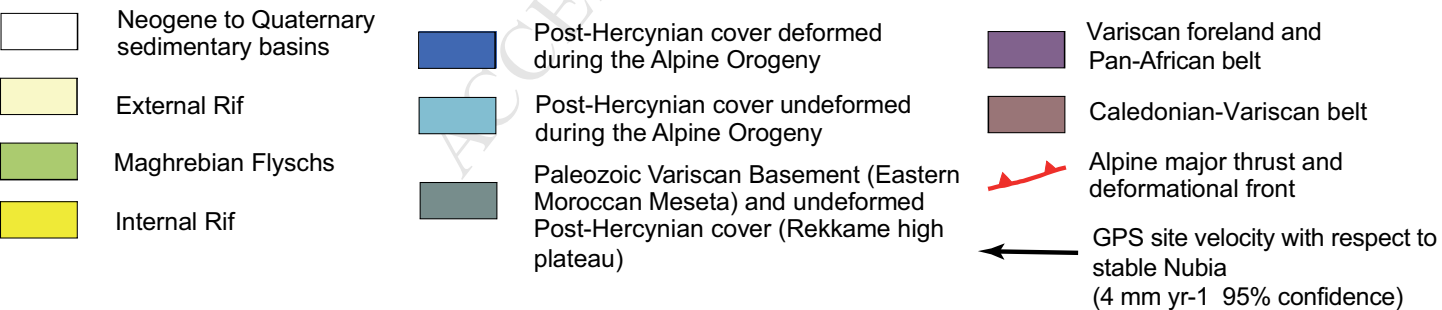 Neogene to Quaternary
sedimentary basins
External Rif
Maghrebian Flyschs
Internal Rif
Post-Hercynian cover deformed
during the Alpine Orogeny
Post-Hercynian cover undeformed
during the Alpine Orogeny
Paleozoic Variscan Basement (Eastern
Moroccan Meseta) and undeformed
Post-Hercynian cover (Rekkame high
plateau)
Variscan foreland and
Pan-African belt
Caledonian-Variscan belt
Alpine major thrust and
deformational front
GPS site velocity with respect to
stable Nubia
(4 mm yr-1  95% confidence)
ACCE